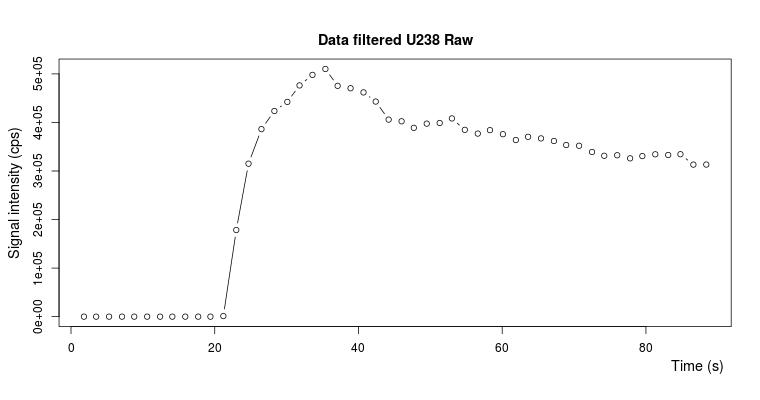 Data filtered U238 Raw
Signal intensity (cps)
5e+05
4e+05
3e+05
2e+05
1e+05
0e+00
0 20 40 60 80
Time (s)